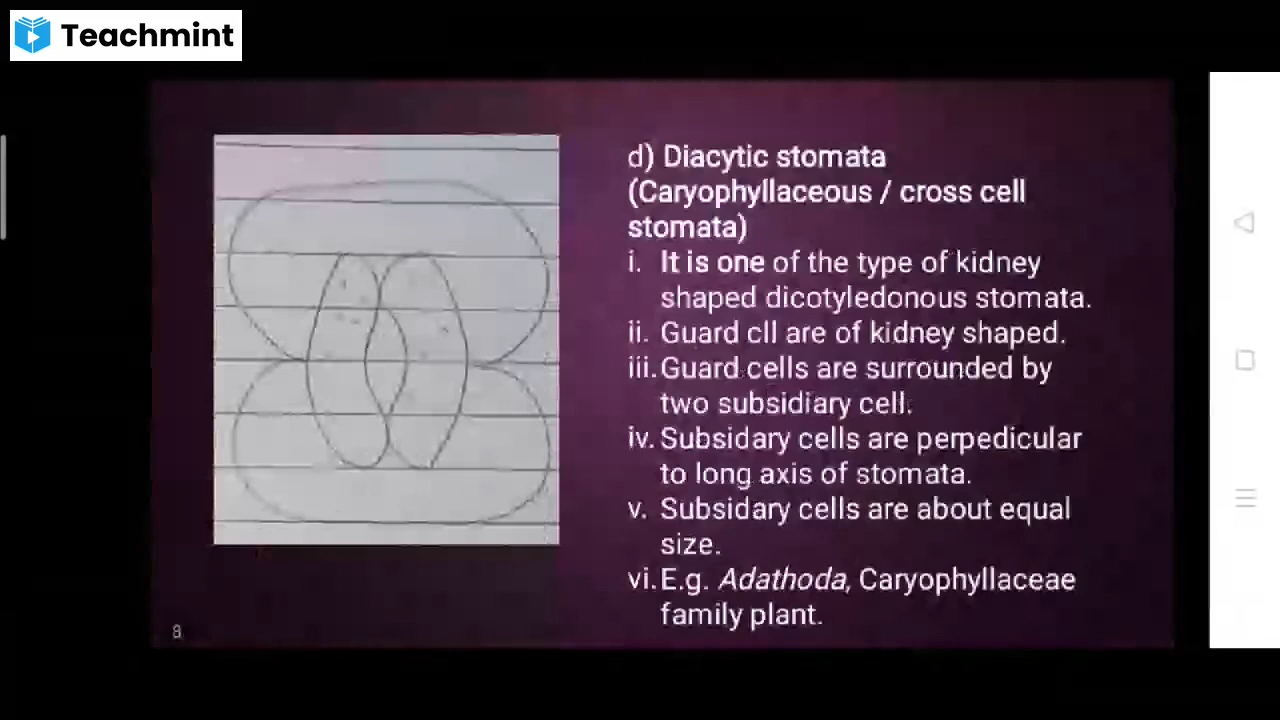 Teachmint
d) Diacytic stomata
(Caryophyllaceous / cross cell
stomata)
i. It is one of the type of kidney
shaped dicotyledonous stomata.
ii. Guard cll are of kidney shaped.
iii. Guard cells are surrounded by
two subsidiary cell.
iv. Subsidary cells are perpedicular
to long axis of stomata.
v. Subsidary cells are about equal
size.
vi. E.g. Adathoda, Caryophyllaceae
family plant.
8